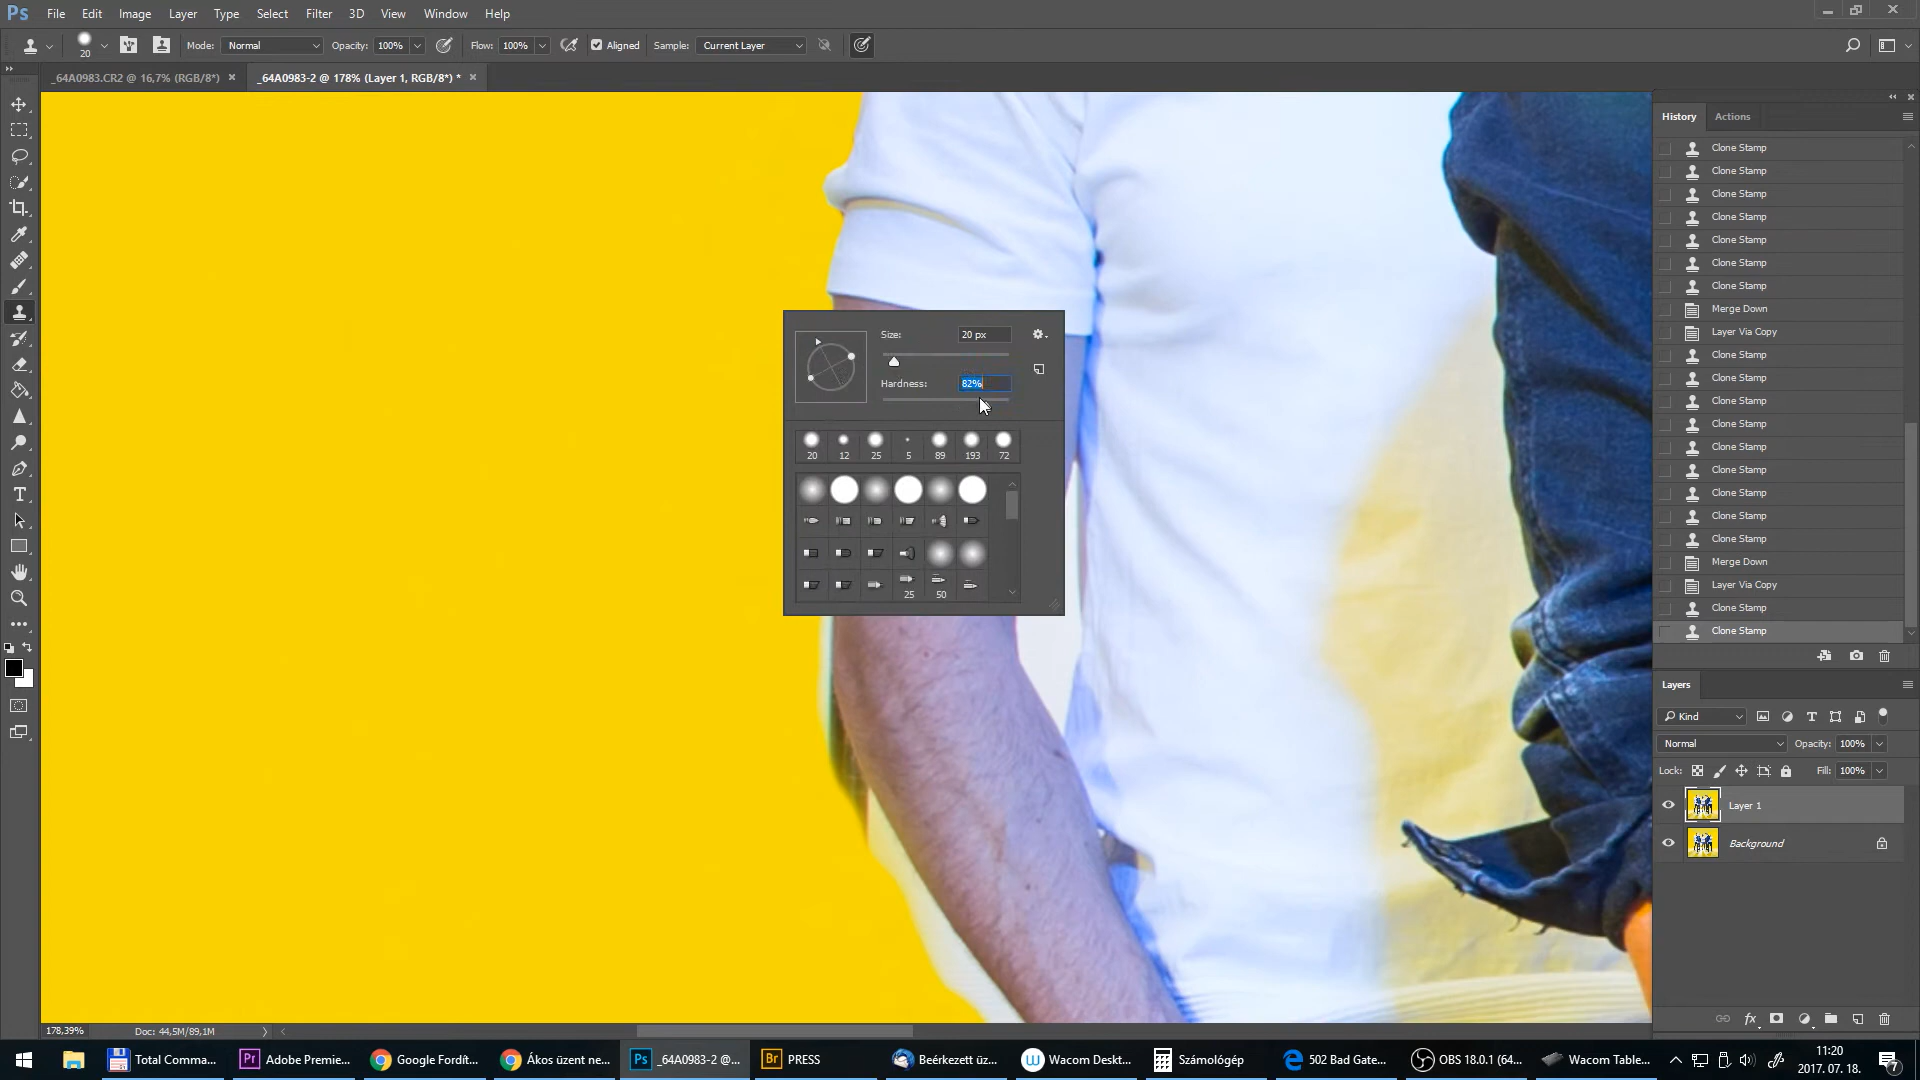 Ps File Edit Image Layer Type Select Filter 3D View Window Help
20 Mode: Normal Opacity: 100% Flow: 100% Aligned Sample: Current Layer
_64A0983.CR2 @ 16,7% (RGB/8*) × _64A0983-2 @ 178% (Layer 1, RGB/8*) * ×
History Actions
Clone Stamp
Clone Stamp
Clone Stamp
Clone Stamp
Clone Stamp
Clone Stamp
Clone Stamp
Merge Down
Layer Via Copy
Clone Stamp
Clone Stamp
Clone Stamp
Clone Stamp
Clone Stamp
Clone Stamp
Clone Stamp
Clone Stamp
Clone Stamp
Merge Down
Layer Via Copy
Clone Stamp
Clone Stamp
Size: 20 px
Hardness: 82%
20 12 25 5 89 193 72
25 50
Layers
Kind
Normal Opacity: 100%
Lock: Fill: 100%
Layer 1
Background
fx
178,39% Doc: 44,5M/89,1M
Total Comma... Adobe Premie... Google Fordít... Ákos üzent ne... _64A0983-2 @... PRESS Beérkezett üz... Wacom Deskt... Számológép 502 Bad Gate... OBS 18.0.1 (64... Wacom Table...
11:20
2017. 07. 18.
7